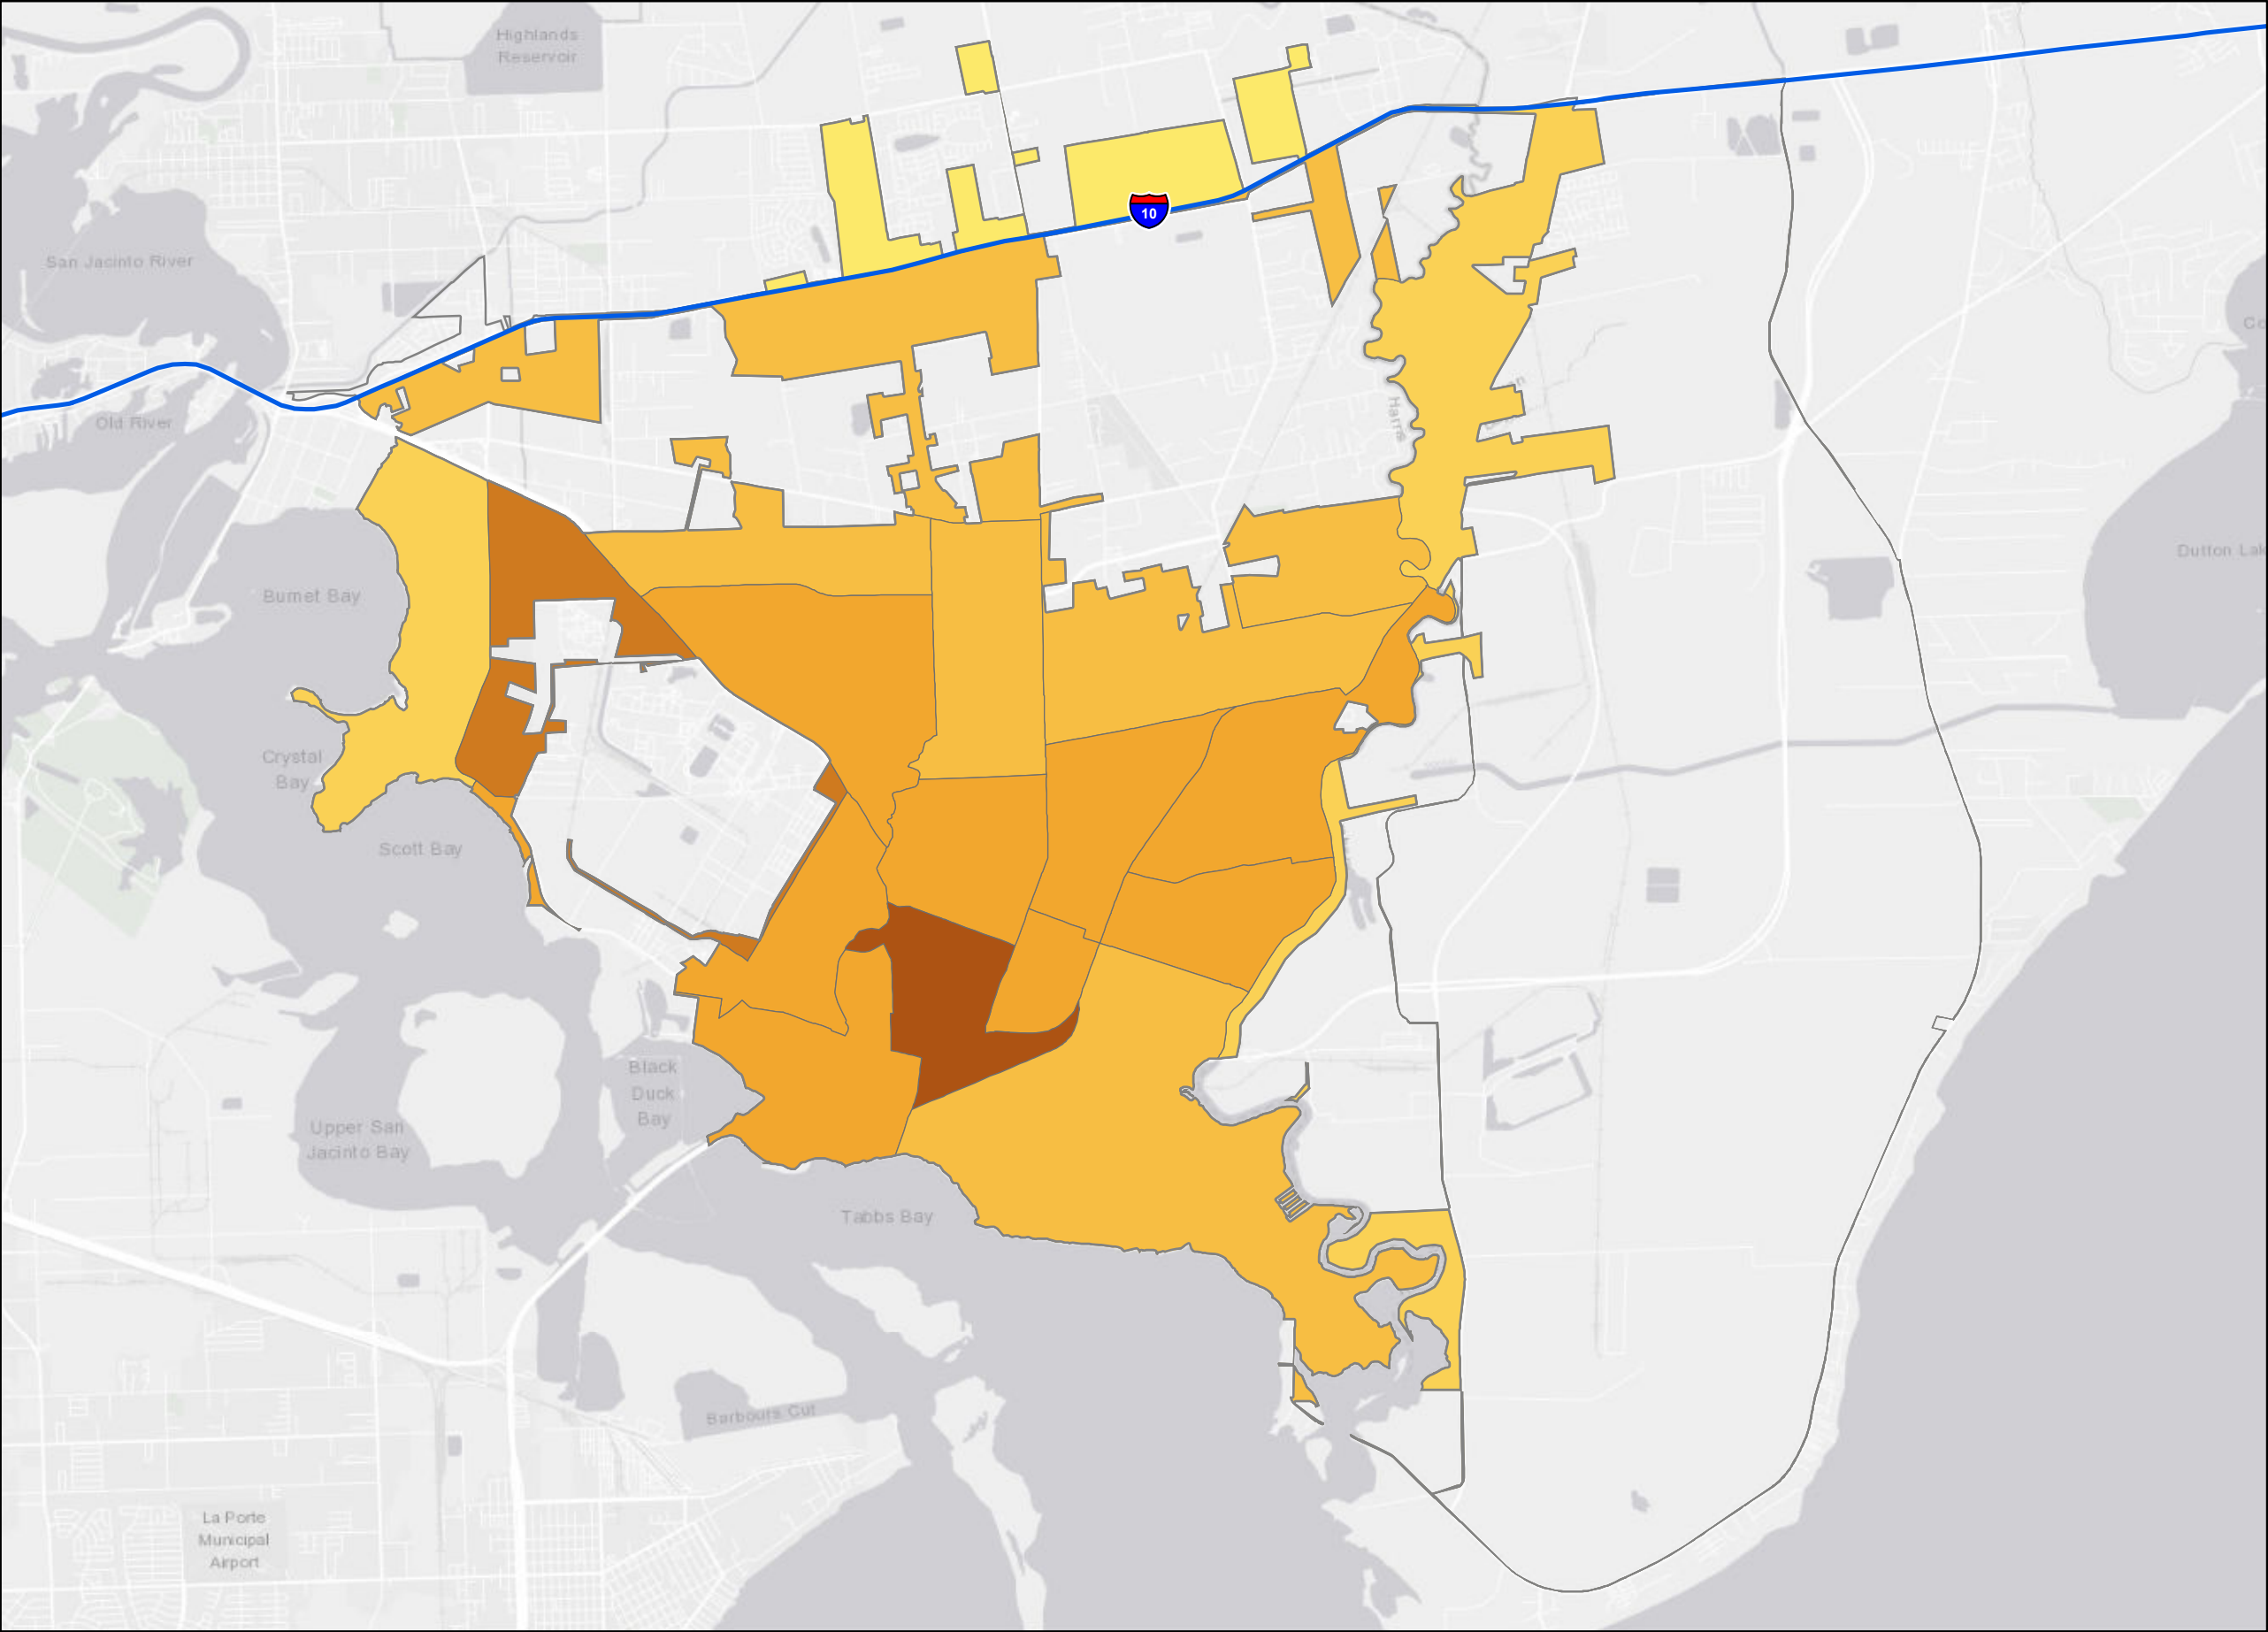 Highlands
Reservoir
10
San Jacinto River
Old River
Harris
Burnet Bay
Dutton Lak
Crystal
Bay
Scott Bay
Black
Duck
Bay
Upper San
Jacinto Bay
Tabbs Bay
Barbours Cut
La Porte
Municipal
Airport